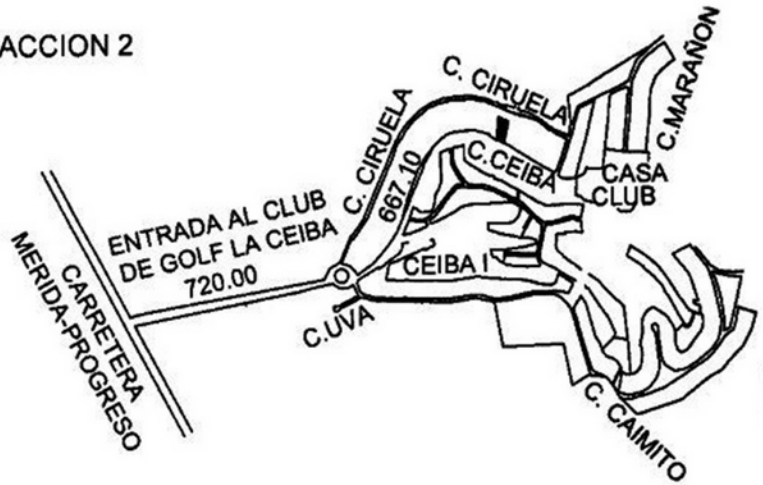 ACCION 2
C. CIRUELA
C. CIRUELA
667.10
C. CEIBA
C. MARAÑON
CASA
CLUB
ENTRADA AL CLUB
DE GOLF LA CEIBA
720.00
CEIBA I
C. UVA
CARRETERA
MERIDA-PROGRESO
C. CAIMITO